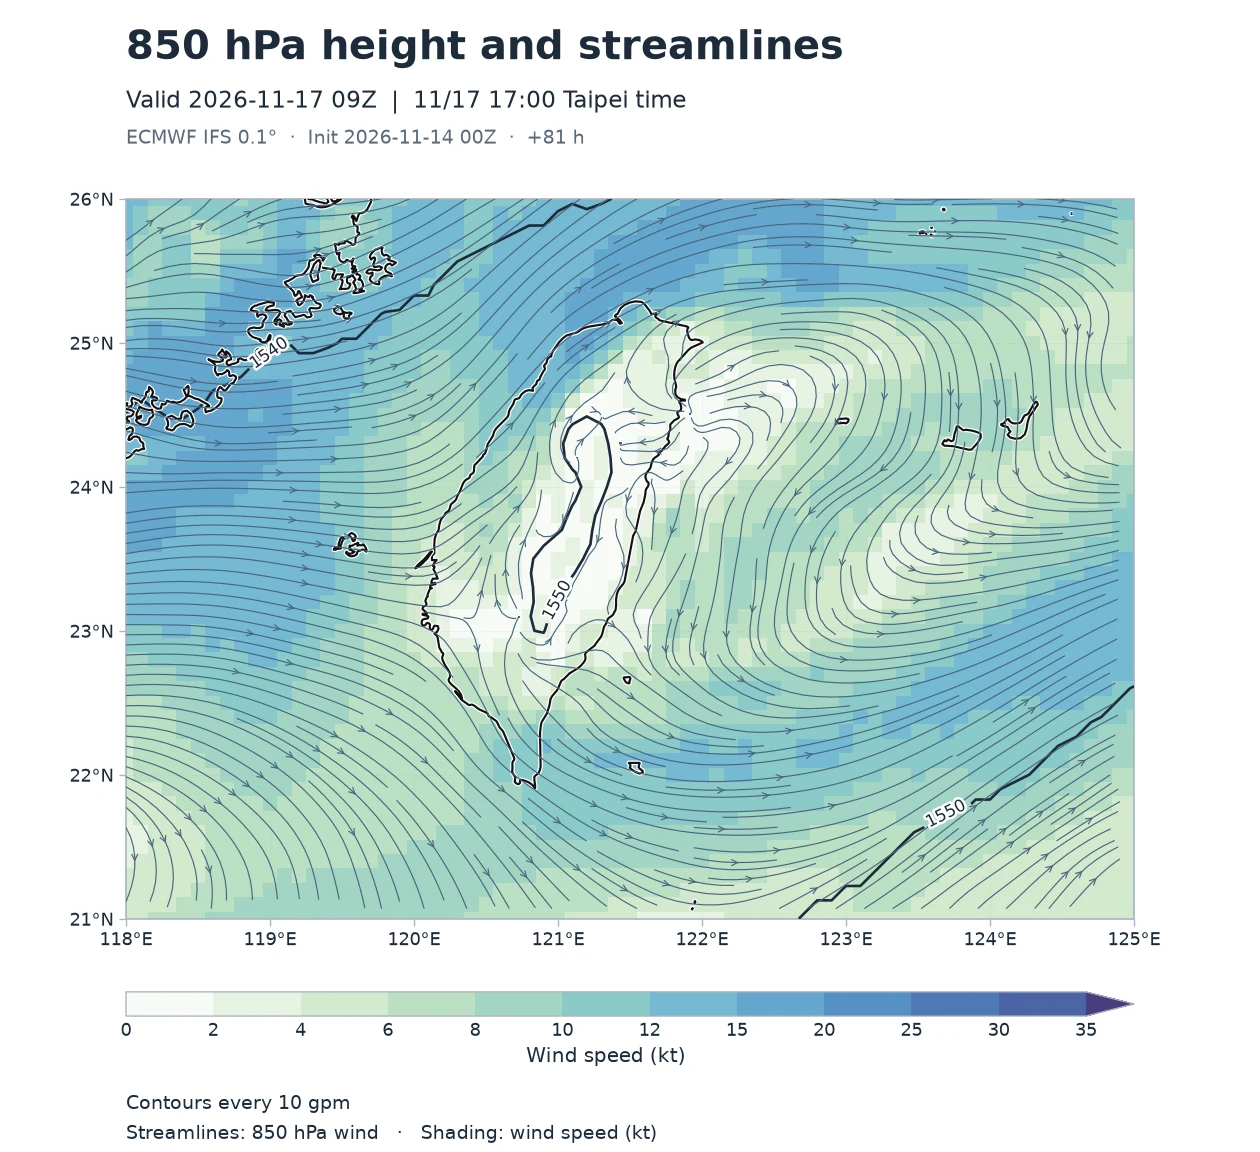 850 hPa height and streamlines
Valid 2026-11-17 09Z | 11/17 17:00 Taipei time
ECMWF IFS 0.1° · Init 2026-11-14 00Z · +81 h
26°N
25°N
24°N
23°N
22°N
21°N
1540
1550
1550
118°E 119°E 120°E 121°E 122°E 123°E 124°E 125°E
0 2 4 6 8 10 12 15 20 25 30 35
Wind speed (kt)
Contours every 10 gpm
Streamlines: 850 hPa wind · Shading: wind speed (kt)